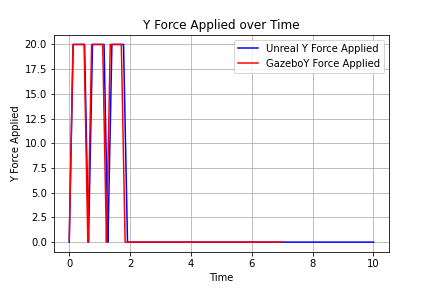 Y Force Applied over Time
Unreal Y Force Applied
GazeboY Force Applied
Y Force Applied
20.0
17.5
15.0
12.5
10.0
7.5
5.0
2.5
0.0
0 2 4 6 8 10
Time